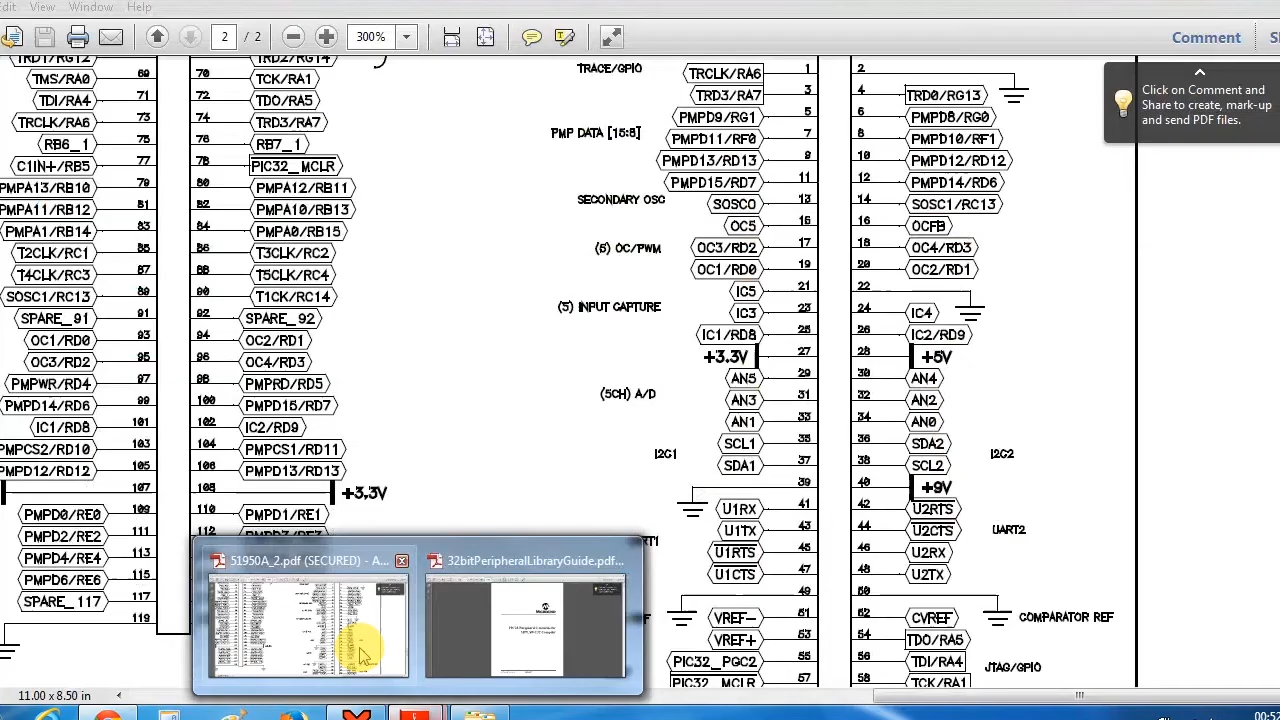 Edit View Window Help
2 / 2 300% Comment
Click on Comment and
Share to create, mark-up
and send PDF files.
TRD1/RG12 TRD2/RG14
TMS/RA0 69 70 TCK/RA1
TDI/RA4 71 72 TDO/RA5
TRCLK/RA6 73 74 TRD3/RA7
RB6_1 75 76 RB7_1
C1IN+/RB5 77 78 PIC32_MCLR
PMPA13/RB10 79 80 PMPA12/RB11
PMPA11/RB12 81 82 PMPA10/RB13
PMPA1/RB14 83 84 PMPA0/RB15
T2CLK/RC1 85 86 T3CLK/RC2
T4CLK/RC3 87 88 T5CLK/RC4
SOSC1/RC13 89 90 T1CK/RC14
SPARE_91 91 92 SPARE_92
OC1/RD0 93 94 OC2/RD1
OC3/RD2 95 96 OC4/RD3
PMPWR/RD4 97 98 PMPRD/RD5
PMPD14/RD6 99 100 PMPD15/RD7
IC1/RD8 101 102 IC2/RD9
PMPCS2/RD10 103 104 PMPCS1/RD11
PMPD12/RD12 105 106 PMPD13/RD13
107 108 +3.3V
PMPD0/RE0 109 110 PMPD1/RE1
PMPD2/RE2 111 112 PMPD3/RE3
PMPD4/RE4 113
PMPD6/RE6 115
SPARE_117 117
119
TRACE/GPIO TRCLK/RA6 1 2
TRD3/RA7 3 4 TRD0/RG13
PMPD9/RG1 5 6 PMPD8/RG0
PMP DATA [15:8] PMPD11/RF0 7 8 PMPD10/RF1
PMPD13/RD13 9 10 PMPD12/RD12
PMPD15/RD7 11 12 PMPD14/RD6
SECONDARY OSC SOSCO 13 14 SOSC1/RC13
OC5 15 16 OCFB
(5) OC/PWM OC3/RD2 17 18 OC4/RD3
OC1/RD0 19 20 OC2/RD1
IC5 21 22
(5) INPUT CAPTURE IC3 23 24 IC4
IC1/RD8 25 26 IC2/RD9
+3.3V 27 28 +5V
AN5 29 30 AN4
(5CH) A/D AN3 31 32 AN2
AN1 33 34 AN0
SCL1 35 36 SDA2
I2C1 I2C2
SDA1 37 38 SCL2
39 40 +9V
U1RX 41 42 U2RTS
U1TX 43 44 U2CTS UART2
U1RTS 45 46 U2RX
U1CTS 47 48 U2TX
49 50
VREF- 51 52 CVREF COMPARATOR REF
VREF+ 53 54 TDO/RA5
PIC32_PGC2 55 56 TDI/RA4 JTAG/GPIO
PIC32_MCLR 57 58 TCK/RA1
51950A_2.pdf (SECURED) - A... 32bitPeripheralLibraryGuide.pdf...
11.00 x 8.50 in